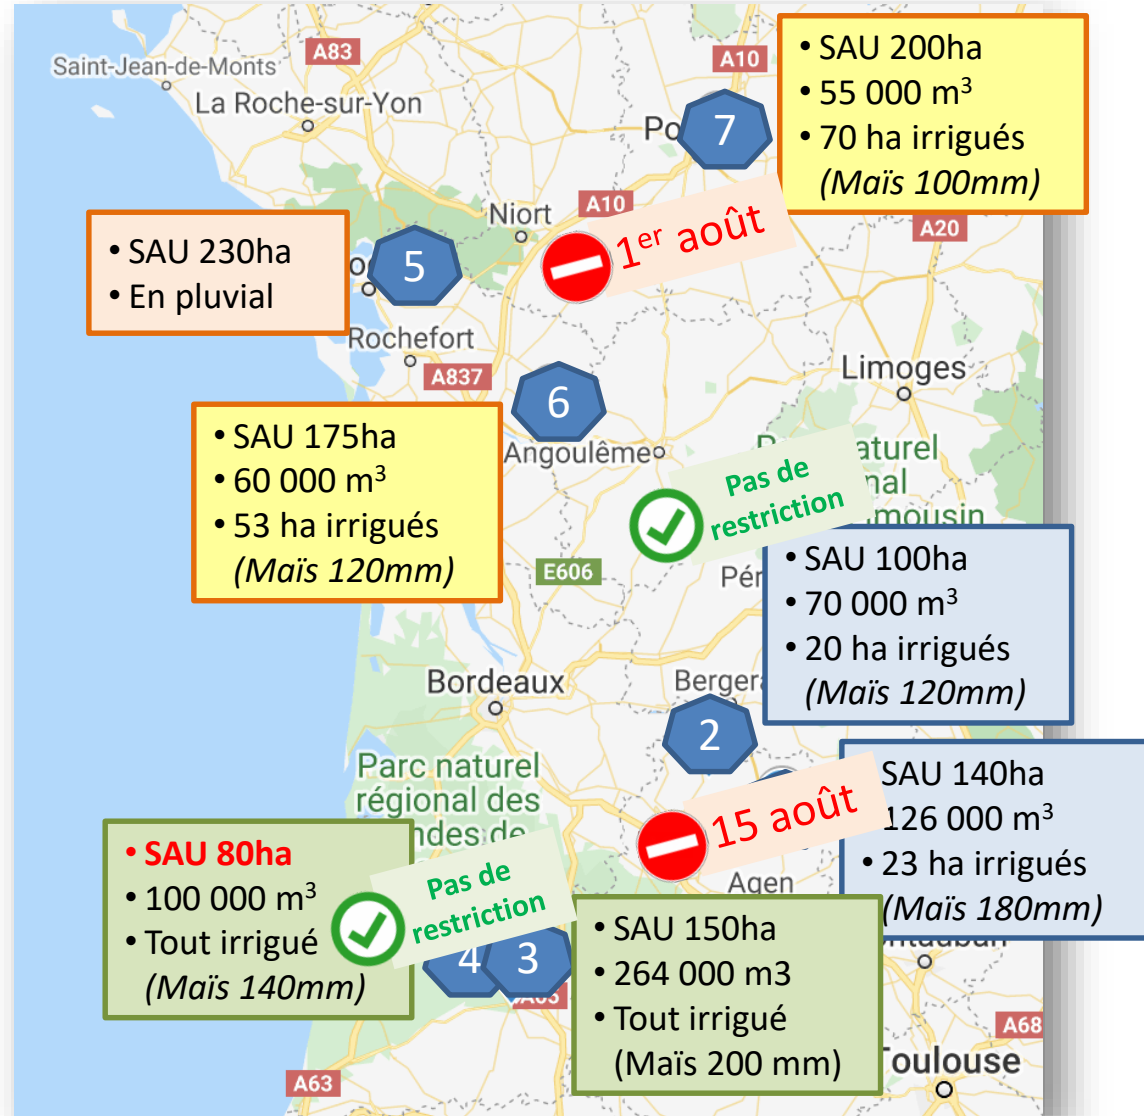 Saint-Jean-de-Monts
A83
La Roche-sur-Yon
A10
7
• SAU 200ha
• 55 000 m³
• 70 ha irrigués
(Maïs 100mm)
Niort
A10
1er août
A20
• SAU 230ha
• En pluvial
5
Rochefort
A837
6
Limoges
Angoulême
• SAU 175ha
• 60 000 m³
• 53 ha irrigués
(Maïs 120mm)
Pas de
restriction
E606
• SAU 100ha
• 70 000 m³
• 20 ha irrigués
(Maïs 120mm)
Bordeaux
2
Parc naturel
régional des
15 août
SAU 140ha
126 000 m³
• 23 ha irrigués
(Maïs 180mm)
Agen
• SAU 80ha
• 100 000 m³
• Tout irrigué
(Maïs 140mm)
Pas de
restriction
4
3
• SAU 150ha
• 264 000 m3
• Tout irrigué
(Maïs 200 mm)
A68
Toulouse
A63